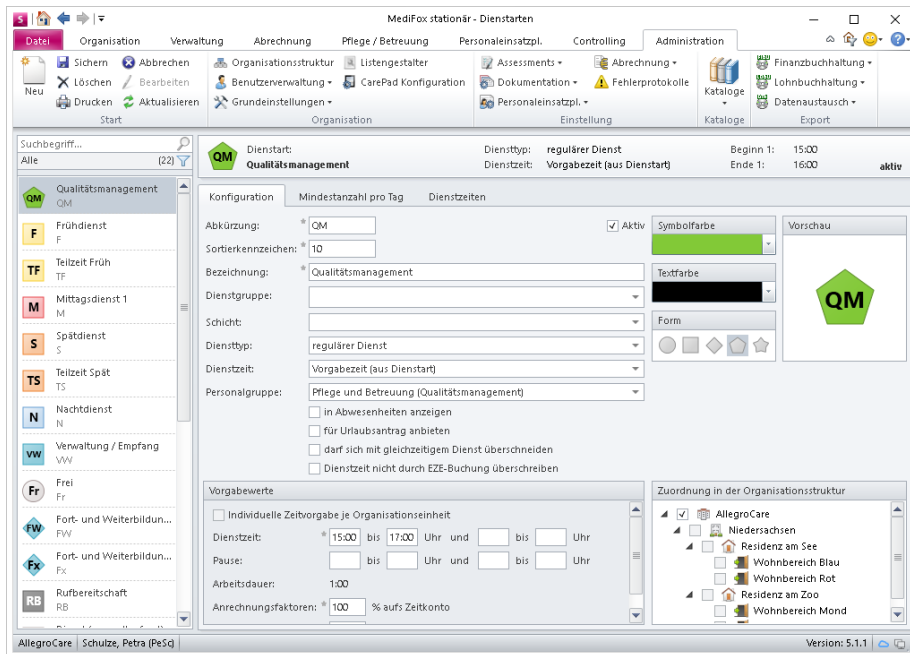 S MediFox stationär - Dienstarten
Datei Organisation Verwaltung Abrechnung Pflege / Betreuung Personaleinsatzpl. Controlling Administration
Neu
Sichern Abbrechen
Löschen Bearbeiten
Drucken Aktualisieren
Start
Organisationsstruktur Listengestalter
Benutzerverwaltung CarePad Konfiguration
Grundeinstellungen
Organisation
Assessments Abrechnung
Dokumentation Fehlerprotokolle
Personaleinsatzpl.
Einstellung
Kataloge
Kataloge
Finanzbuchhaltung
Lohnbuchhaltung
Datenaustausch
Export
Suchbegriff...
Alle (22)
QM Qualitätsmanagement
QM
F Frühdienst
F
TF Teilzeit Früh
TF
M Mittagsdienst 1
M
S Spätdienst
S
TS Teilzeit Spät
TS
N Nachtdienst
N
VW Verwaltung / Empfang
VW
Fr Frei
Fr
FW Fort- und Weiterbildun...
FW
Fx Fort- und Weiterbildun...
Fx
RB Rufbereitschaft
RB
QM Dienstart: Diensttyp: regulärer Dienst Beginn 1: 15:00
Qualitätsmanagement Dienstzeit: Vorgabezeit (aus Dienstart) Ende 1: 16:00 aktiv
Konfiguration Mindestanzahl pro Tag Dienstzeiten
Abkürzung: * QM Aktiv
Sortierkennzeichen: * 10
Bezeichnung: * Qualitätsmanagement
Dienstgruppe:
Schicht:
Diensttyp: regulärer Dienst
Dienstzeit: Vorgabezeit (aus Dienstart)
Personalgruppe: Pflege und Betreuung (Qualitätsmanagement)
in Abwesenheiten anzeigen
für Urlaubsantrag anbieten
darf sich mit gleichzeitigem Dienst überschneiden
Dienstzeit nicht durch EZE-Buchung überschreiben
Symbolfarbe
Textfarbe
Form
Vorschau
QM
Vorgabewerte
Individuelle Zeitvorgabe je Organisationseinheit
Dienstzeit: * 15:00 bis 17:00 Uhr und bis Uhr
Pause: bis Uhr und bis Uhr
Arbeitsdauer: 1:00
Anrechnungsfaktoren: * 100 % aufs Zeitkonto
Zuordnung in der Organisationsstruktur
AllegroCare
Niedersachsen
Residenz am See
Wohnbereich Blau
Wohnbereich Rot
Residenz am Zoo
Wohnbereich Mond
AllegroCare Schulze, Petra (PeSc) Version: 5.1.1